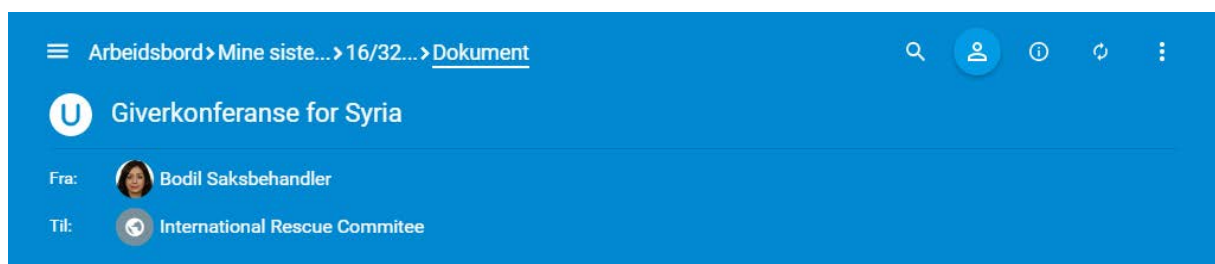 Arbeidsbord>Mine siste...>16/32...>Dokument
U Giverkonferanse for Syria
Fra: Bodil Saksbehandler
Til: International Rescue Commitee